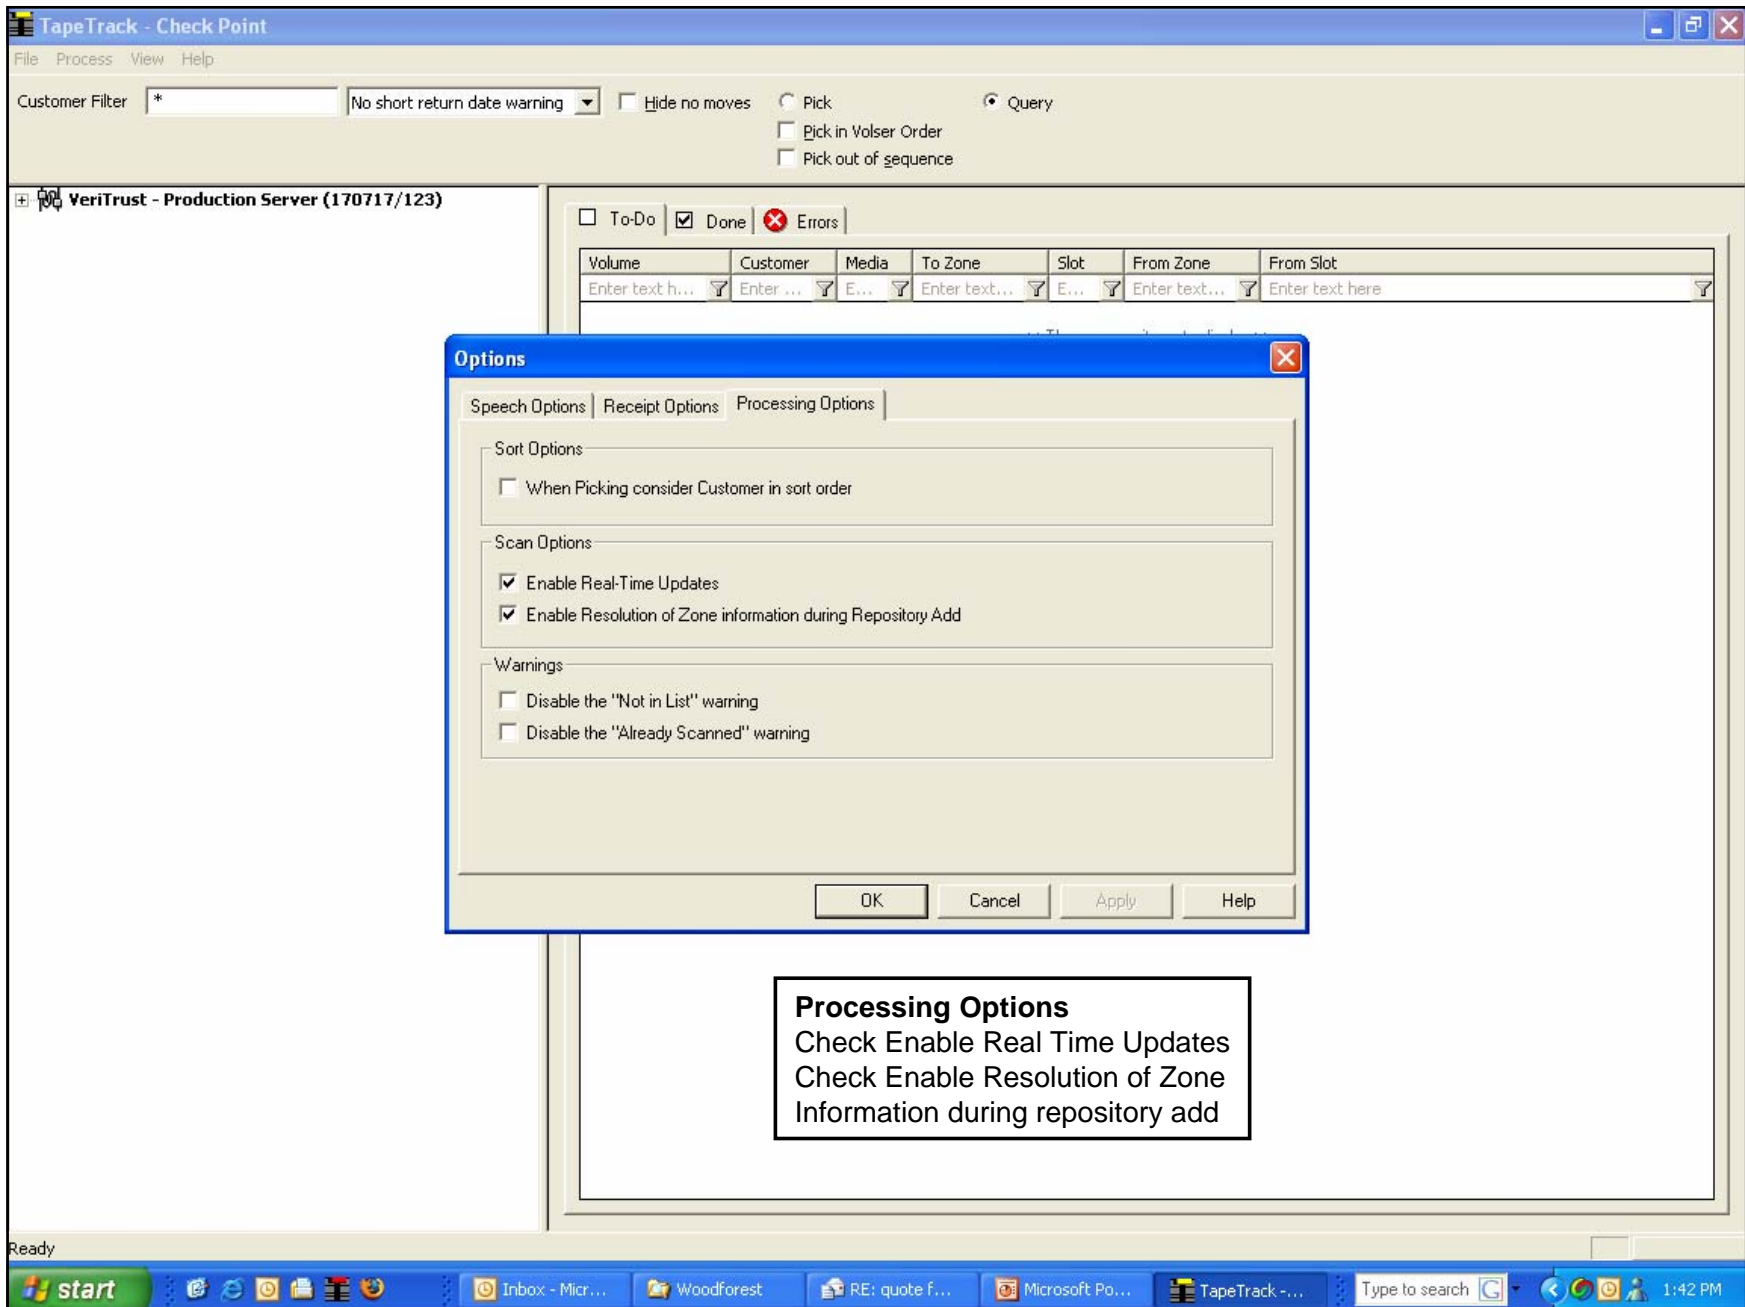 TapeTrack - Check Point
File Process View Help
Customer Filter * No short return date warning Hide no moves Pick Query
Pick in Volser Order
Pick out of sequence
VeriTrust - Production Server (170717/123)
To-Do Done Errors
Volume Customer Media To Zone Slot From Zone From Slot
Enter text h... Enter ... E... Enter text... E... Enter text... Enter text here
Options
Speech Options Receipt Options Processing Options
Sort Options
When Picking consider Customer in sort order
Scan Options
Enable Real-Time Updates
Enable Resolution of Zone information during Repository Add
Warnings
Disable the "Not in List" warning
Disable the "Already Scanned" warning
OK Cancel Apply Help
Processing Options
Check Enable Real Time Updates
Check Enable Resolution of Zone
Information during repository add
Ready
start Inbox - Micr... Woodforest RE: quote f... Microsoft Po... TapeTrack -... Type to search G 1:42 PM